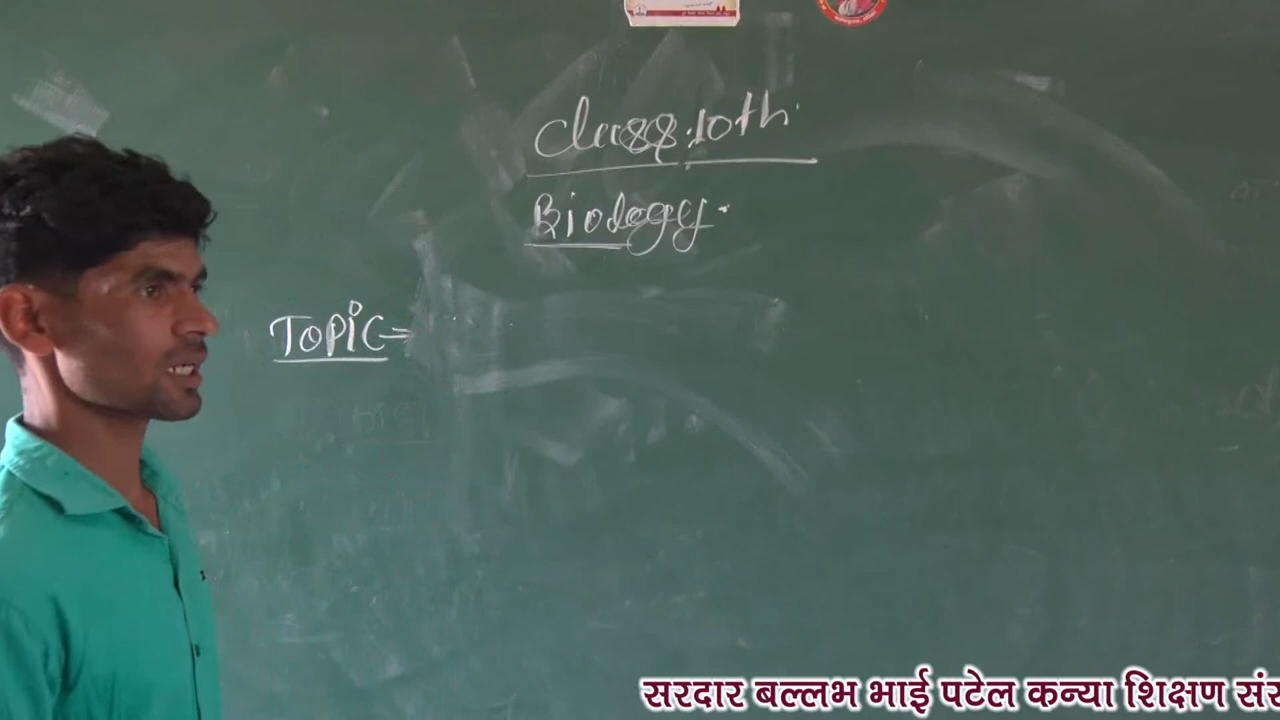 Class:10th.
Biology.
TOPIC→
सरदार बल्लभ भाई पटेल कन्या शिक्षण